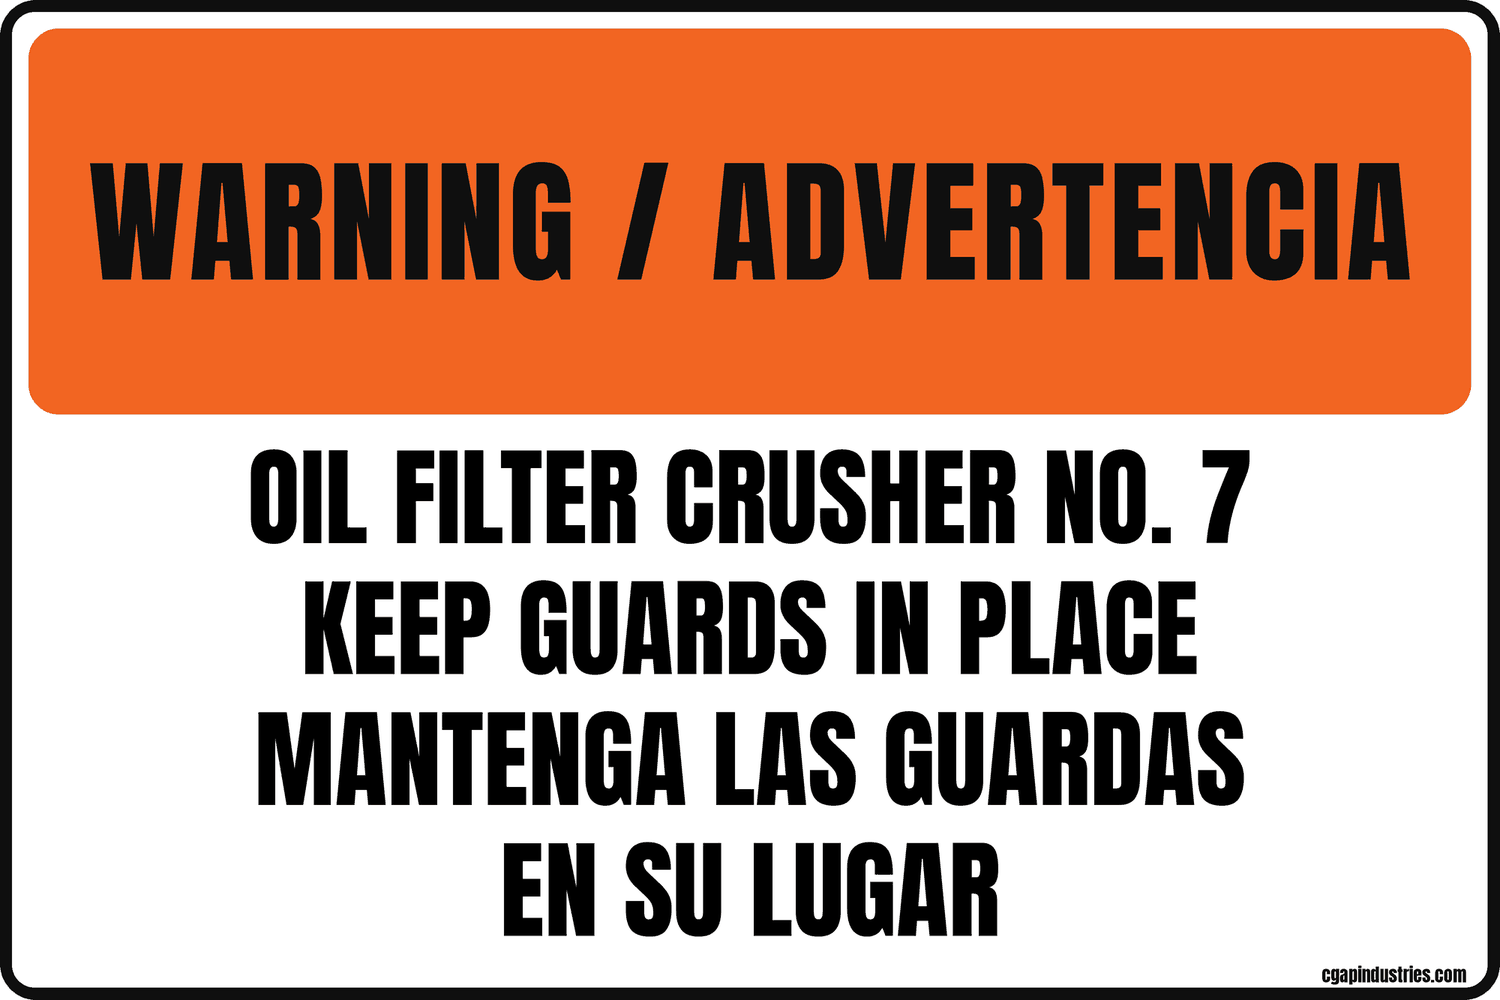 WARNING / ADVERTENCIA
OIL FILTER CRUSHER NO. 7
KEEP GUARDS IN PLACE
MANTENGA LAS GUARDAS
EN SU LUGAR
cgapindustries.com